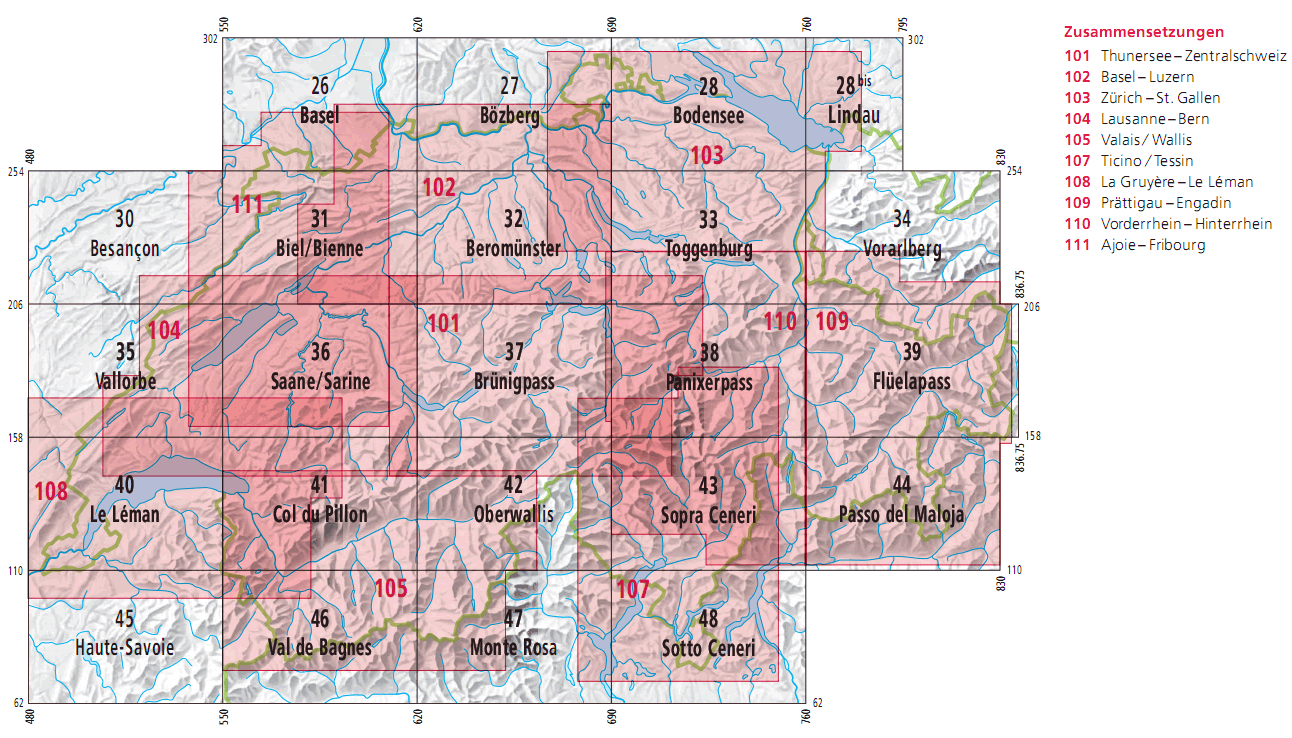 550
620
690
760
795
302
302
26
Basel
27
Bözberg
28
Bodensee
28bis
Lindau
480
254
830
254
103
102
111
30
Besançon
31
Biel/Bienne
32
Beromünster
33
Toggenburg
34
Vorarlberg
206
836.75
206
104
101
110
109
35
Vallorbe
36
Saane/Sarine
37
Brünigpass
38
Panixerpass
39
Flüelapass
158
158
836.75
108
40
Le Léman
41
Col du Pillon
42
Oberwallis
43
Sopra Ceneri
44
Passo del Maloja
110
110
830
105
107
45
Haute-Savoie
46
Val de Bagnes
47
Monte Rosa
48
Sotto Ceneri
62
62
480
550
620
690
760
Zusammensetzungen
101 Thunersee–Zentralschweiz
102 Basel–Luzern
103 Zürich–St. Gallen
104 Lausanne–Bern
105 Valais/Wallis
107 Ticino/Tessin
108 La Gruyère–Le Léman
109 Prättigau–Engadin
110 Vorderrhein–Hinterrhein
111 Ajoie–Fribourg